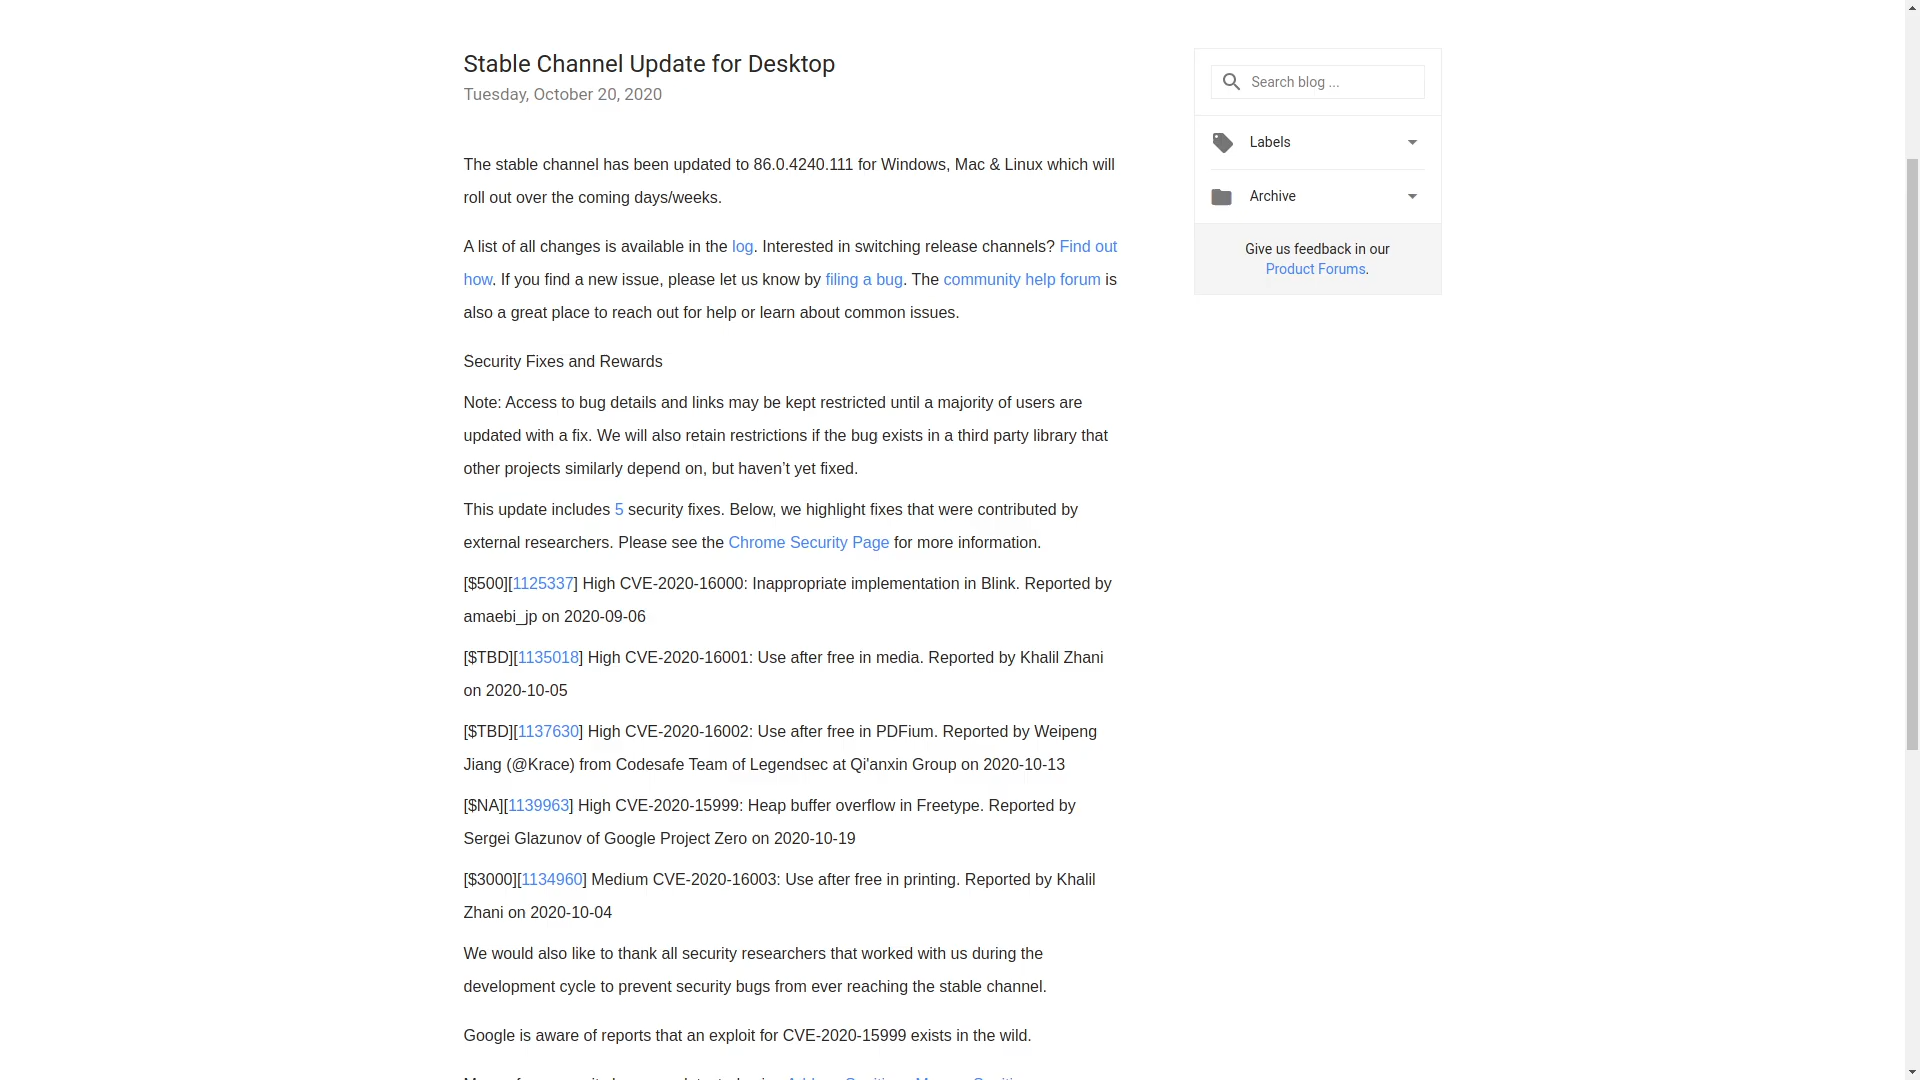 Stable Channel Update for Desktop
Tuesday, October 20, 2020
The stable channel has been updated to 86.0.4240.111 for Windows, Mac & Linux which will
roll out over the coming days/weeks.
A list of all changes is available in the log. Interested in switching release channels? Find out
how. If you find a new issue, please let us know by filing a bug. The community help forum is
also a great place to reach out for help or learn about common issues.
Security Fixes and Rewards
Note: Access to bug details and links may be kept restricted until a majority of users are
updated with a fix. We will also retain restrictions if the bug exists in a third party library that
other projects similarly depend on, but haven’t yet fixed.
This update includes 5 security fixes. Below, we highlight fixes that were contributed by
external researchers. Please see the Chrome Security Page for more information.
[$500][1125337] High CVE-2020-16000: Inappropriate implementation in Blink. Reported by
amaebi_jp on 2020-09-06
[$TBD][1135018] High CVE-2020-16001: Use after free in media. Reported by Khalil Zhani
on 2020-10-05
[$TBD][1137630] High CVE-2020-16002: Use after free in PDFium. Reported by Weipeng
Jiang (@Krace) from Codesafe Team of Legendsec at Qi'anxin Group on 2020-10-13
[$NA][1139963] High CVE-2020-15999: Heap buffer overflow in Freetype. Reported by
Sergei Glazunov of Google Project Zero on 2020-10-19
[$3000][1134960] Medium CVE-2020-16003: Use after free in printing. Reported by Khalil
Zhani on 2020-10-04
We would also like to thank all security researchers that worked with us during the
development cycle to prevent security bugs from ever reaching the stable channel.
Google is aware of reports that an exploit for CVE-2020-15999 exists in the wild.
Search blog ...
Labels
Archive
Give us feedback in our
Product Forums.